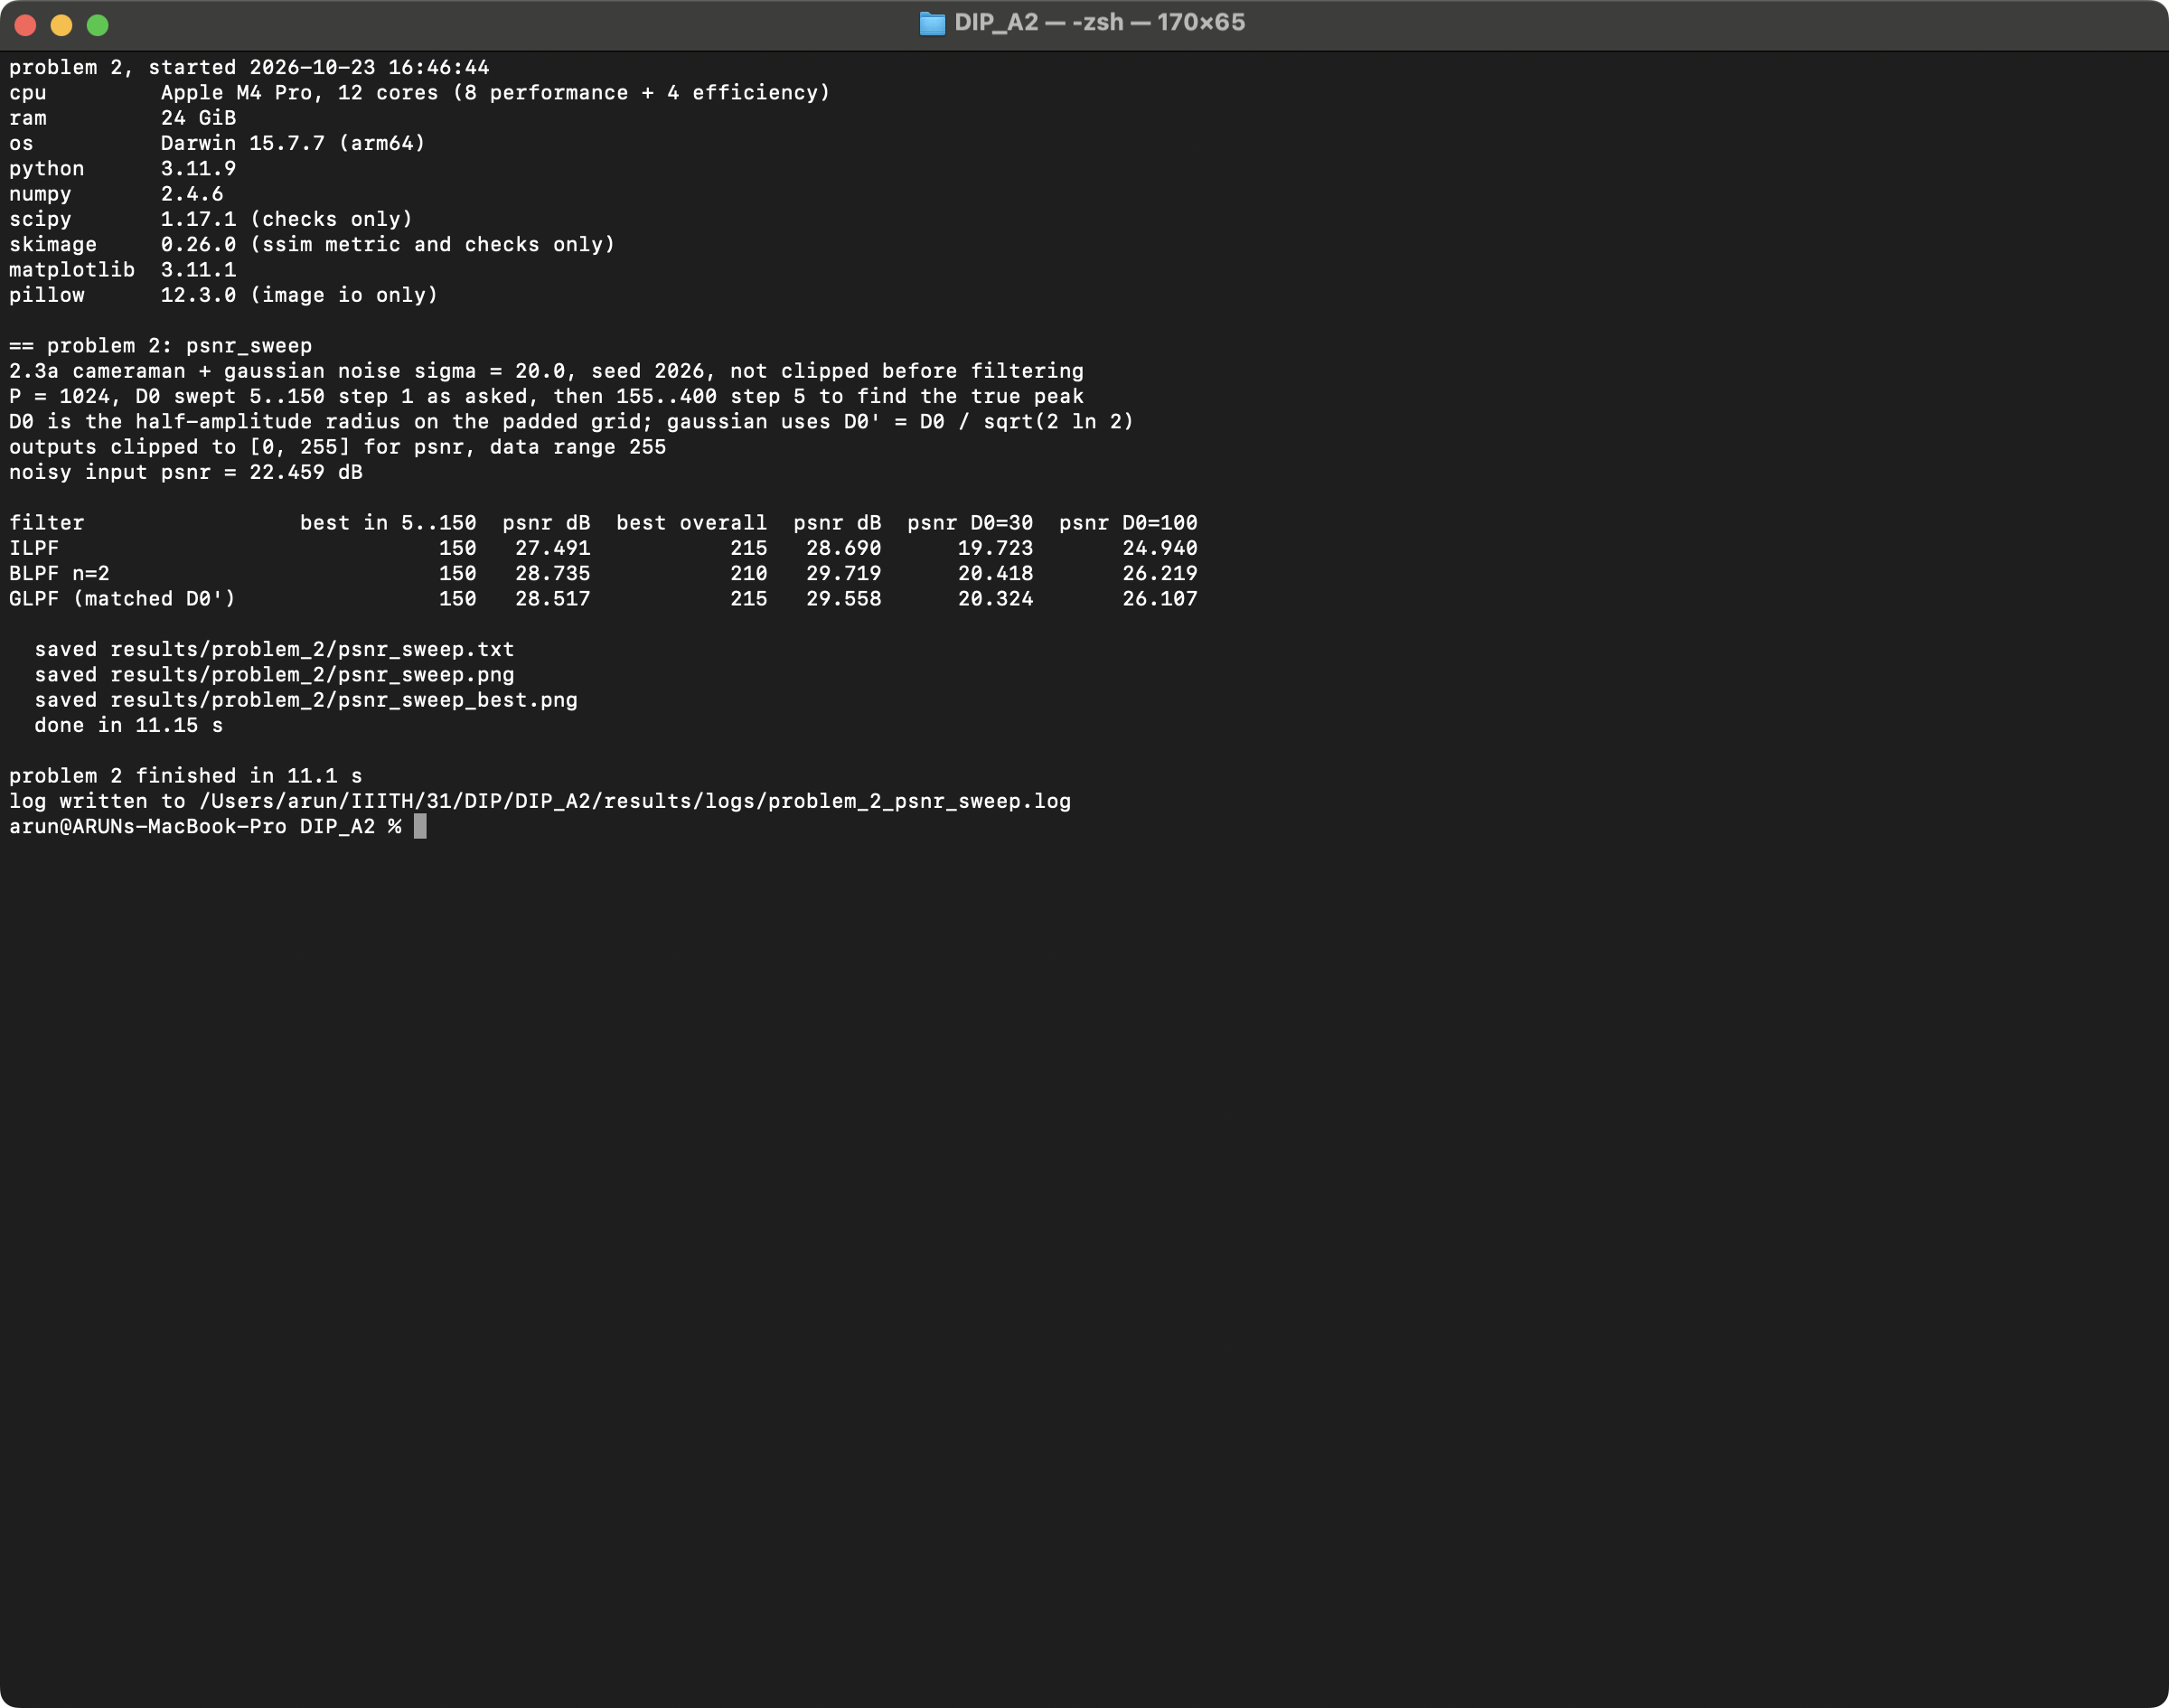 DIP_A2 — -zsh — 170×65
problem 2, started 2026-10-23 16:46:44
cpu         Apple M4 Pro, 12 cores (8 performance + 4 efficiency)
ram         24 GiB
os          Darwin 15.7.7 (arm64)
python      3.11.9
numpy       2.4.6
scipy       1.17.1 (checks only)
skimage     0.26.0 (ssim metric and checks only)
matplotlib  3.11.1
pillow      12.3.0 (image io only)

== problem 2: psnr_sweep
2.3a cameraman + gaussian noise sigma = 20.0, seed 2026, not clipped before filtering
P = 1024, D0 swept 5..150 step 1 as asked, then 155..400 step 5 to find the true peak
D0 is the half-amplitude radius on the padded grid; gaussian uses D0' = D0 / sqrt(2 ln 2)
outputs clipped to [0, 255] for psnr, data range 255
noisy input psnr = 22.459 dB

filter                 best in 5..150  psnr dB  best overall  psnr dB  psnr D0=30  psnr D0=100
ILPF                              150   27.491           215   28.690      19.723       24.940
BLPF n=2                          150   28.735           210   29.719      20.418       26.219
GLPF (matched D0')                150   28.517           215   29.558      20.324       26.107

  saved results/problem_2/psnr_sweep.txt
  saved results/problem_2/psnr_sweep.png
  saved results/problem_2/psnr_sweep_best.png
  done in 11.15 s

problem 2 finished in 11.1 s
log written to /Users/arun/IIITH/31/DIP/DIP_A2/results/logs/problem_2_psnr_sweep.log
arun@ARUNs-MacBook-Pro DIP_A2 %